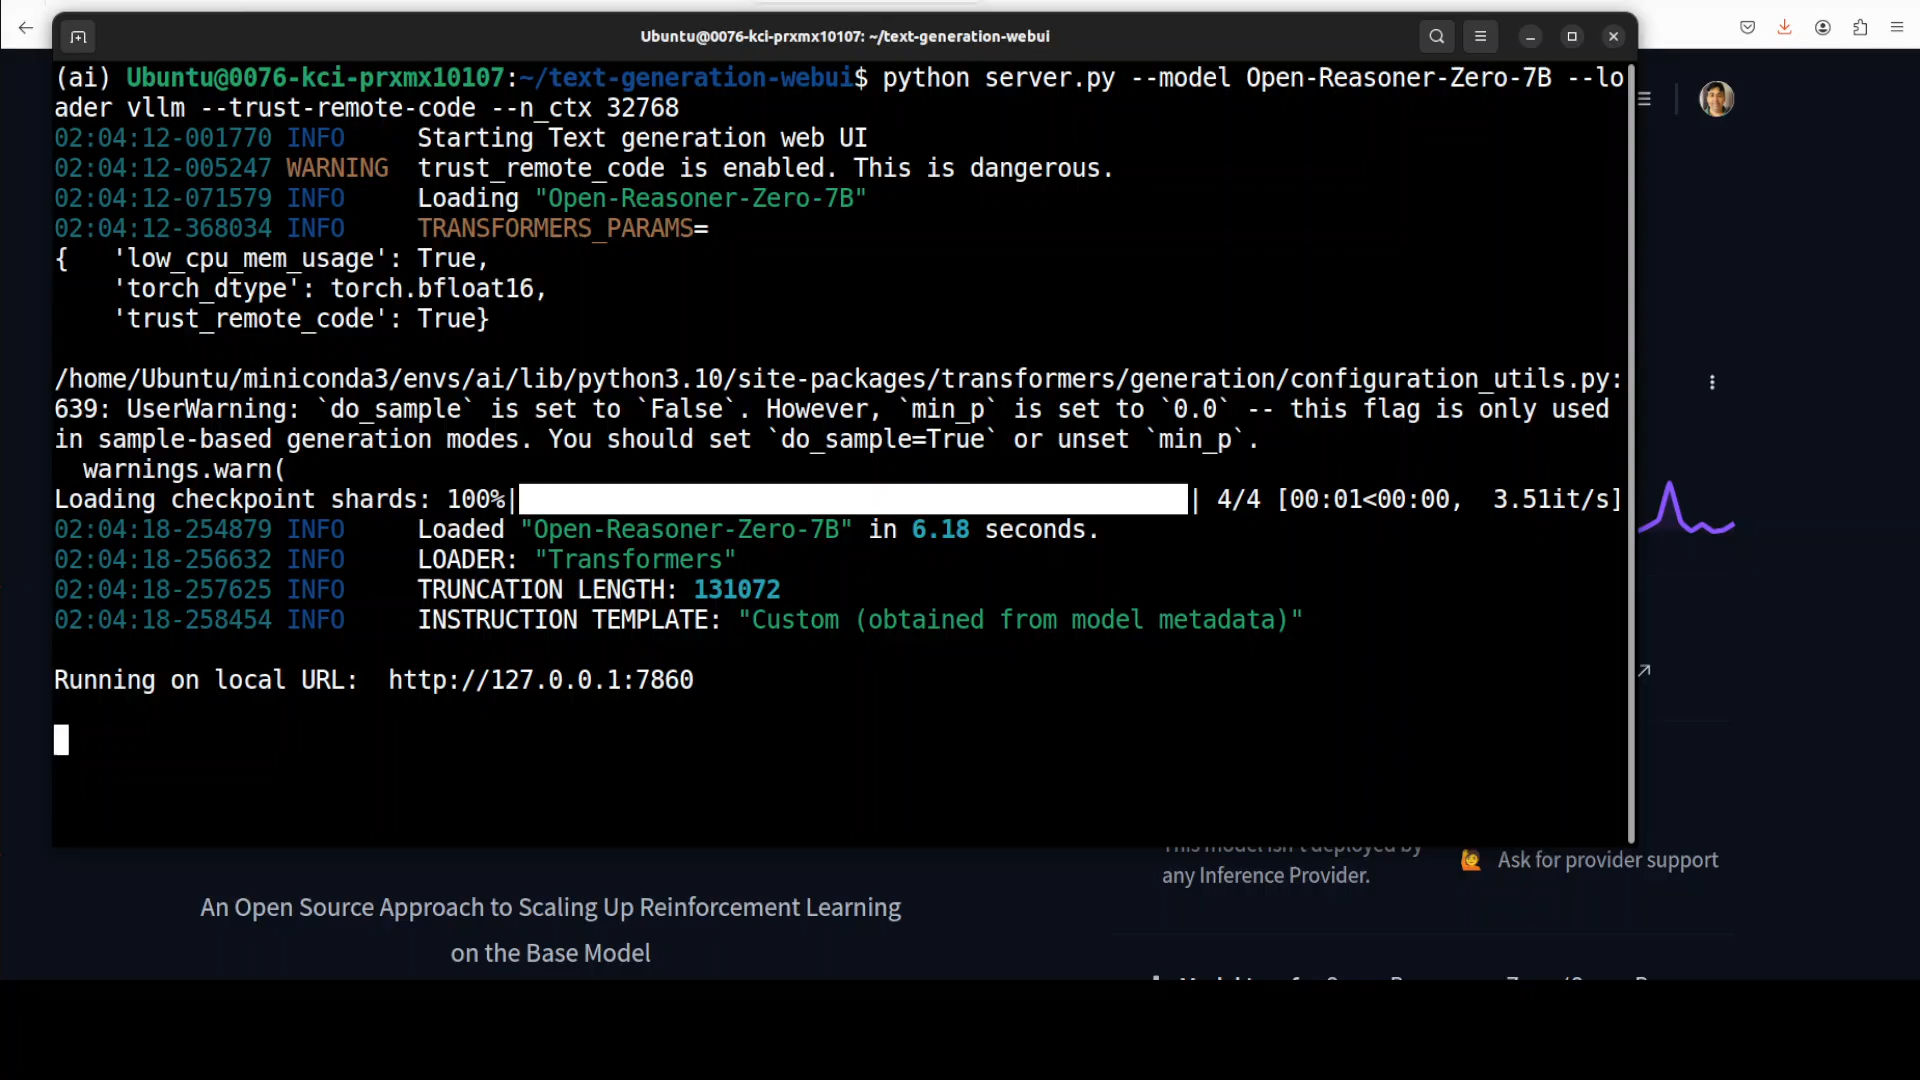 Ubuntu@0076-kci-prxmx10107: ~/text-generation-webui
(ai) Ubuntu@0076-kci-prxmx10107:~/text-generation-webui$ python server.py --model Open-Reasoner-Zero-7B --lo
ader vllm --trust-remote-code --n_ctx 32768
02:04:12-001770 INFO     Starting Text generation web UI
02:04:12-005247 WARNING  trust_remote_code is enabled. This is dangerous.
02:04:12-071579 INFO     Loading "Open-Reasoner-Zero-7B"
02:04:12-368034 INFO     TRANSFORMERS_PARAMS=
{   'low_cpu_mem_usage': True,
    'torch_dtype': torch.bfloat16,
    'trust_remote_code': True}
/home/Ubuntu/miniconda3/envs/ai/lib/python3.10/site-packages/transformers/generation/configuration_utils.py:
639: UserWarning: `do_sample` is set to `False`. However, `min_p` is set to `0.0` -- this flag is only used
in sample-based generation modes. You should set `do_sample=True` or unset `min_p`.
  warnings.warn(
Loading checkpoint shards: 100%| | 4/4 [00:01<00:00,  3.51it/s]
02:04:18-254879 INFO     Loaded "Open-Reasoner-Zero-7B" in 6.18 seconds.
02:04:18-256632 INFO     LOADER: "Transformers"
02:04:18-257625 INFO     TRUNCATION LENGTH: 131072
02:04:18-258454 INFO     INSTRUCTION TEMPLATE: "Custom (obtained from model metadata)"
Running on local URL:  http://127.0.0.1:7860
This model isn't deployed by
any Inference Provider.
Ask for provider support
An Open Source Approach to Scaling Up Reinforcement Learning
on the Base Model